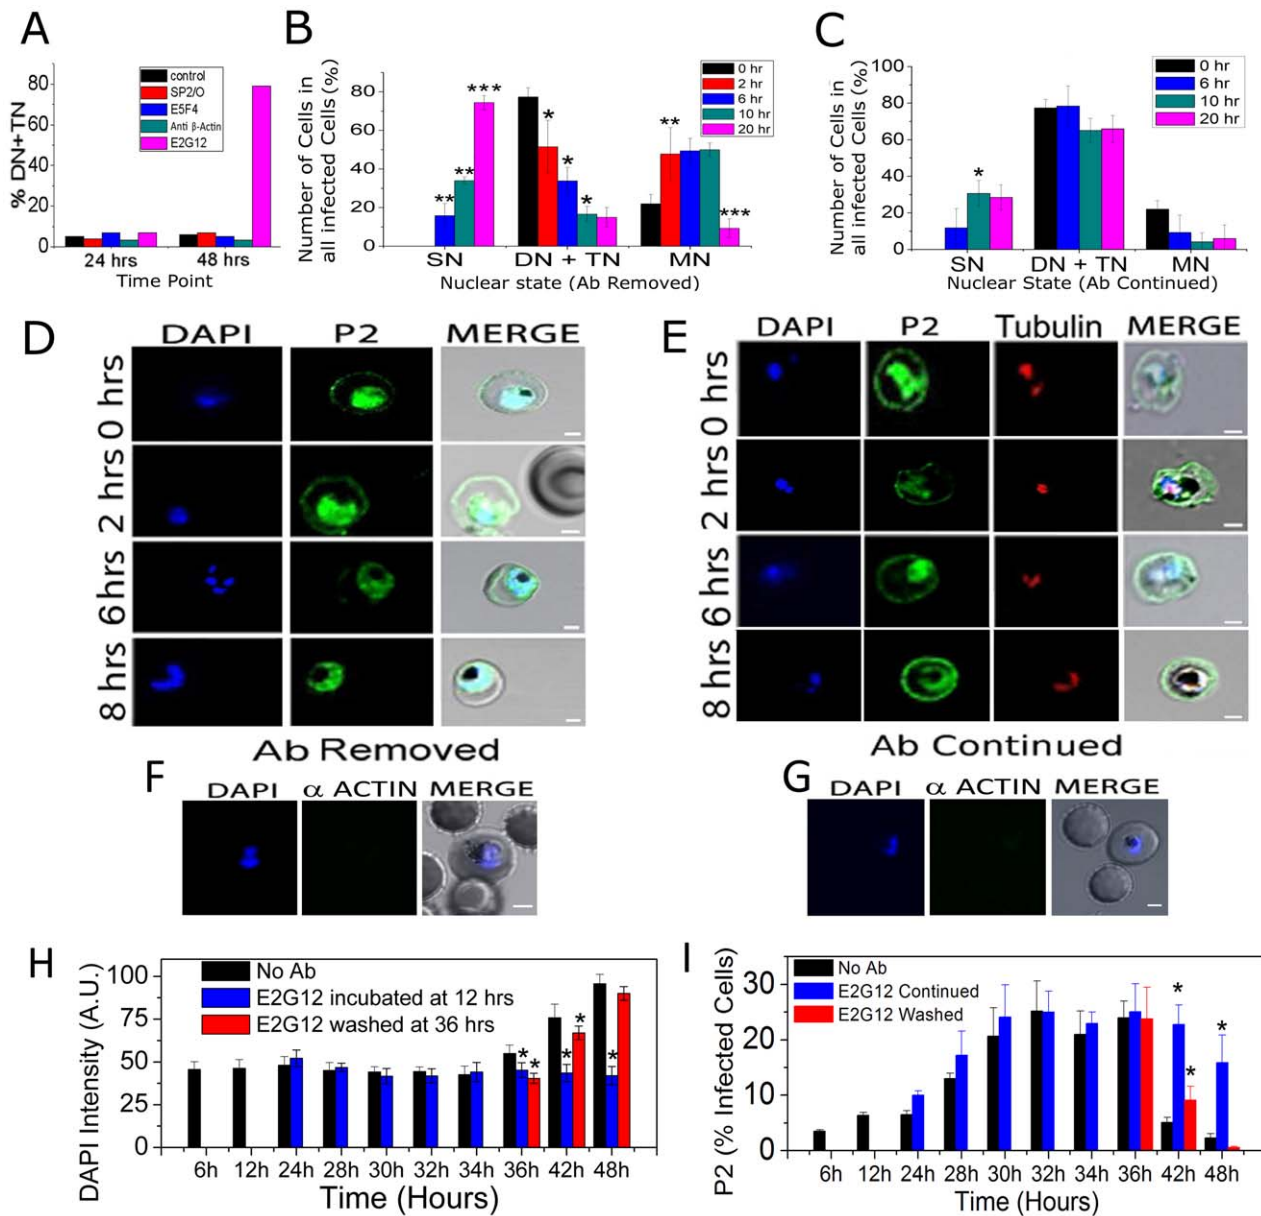 A
80
60
40
20
0
% DN+TN
control
SP2/O
E5F4
Anti β-Actin
E2G12
24 hrs 48 hrs
Time Point
B
80
60
40
20
0
Number of Cells in
all infected Cells (%)
0 hr
2 hr
6 hr
10 hr
20 hr
** ** *** * * * ** ***
SN DN + TN MN
Nuclear state (Ab Removed)
C
100
80
60
40
20
0
Number of Cells in
all infected Cells (%)
0 hr
6 hr
10 hr
20 hr
*
SN DN + TN MN
Nuclear State (Ab Continued)
D
DAPI P2 MERGE
0 hrs
2 hrs
6hrs
8 hrs
Ab Removed
E
DAPI P2 Tubulin MERGE
0 hrs
2 hrs
6 hrs
8 hrs
Ab Continued
F
DAPI α ACTIN MERGE
G
DAPI α ACTIN MERGE
H
100
75
50
25
0
DAPI Intensity (A.U.)
No Ab
E2G12 incubated at 12 hrs
E2G12 washed at 36 hrs
* * * * *
6h 12h 24h 28h 30h 32h 34h 36h 42h 48h
Time (Hours)
I
30
20
10
0
P2 (% Infected Cells)
No Ab
E2G12 Continued
E2G12 Washed
* * *
6h 12h 24h 28h 30h 32h 34h 36h 42h 48h
Time (Hours)